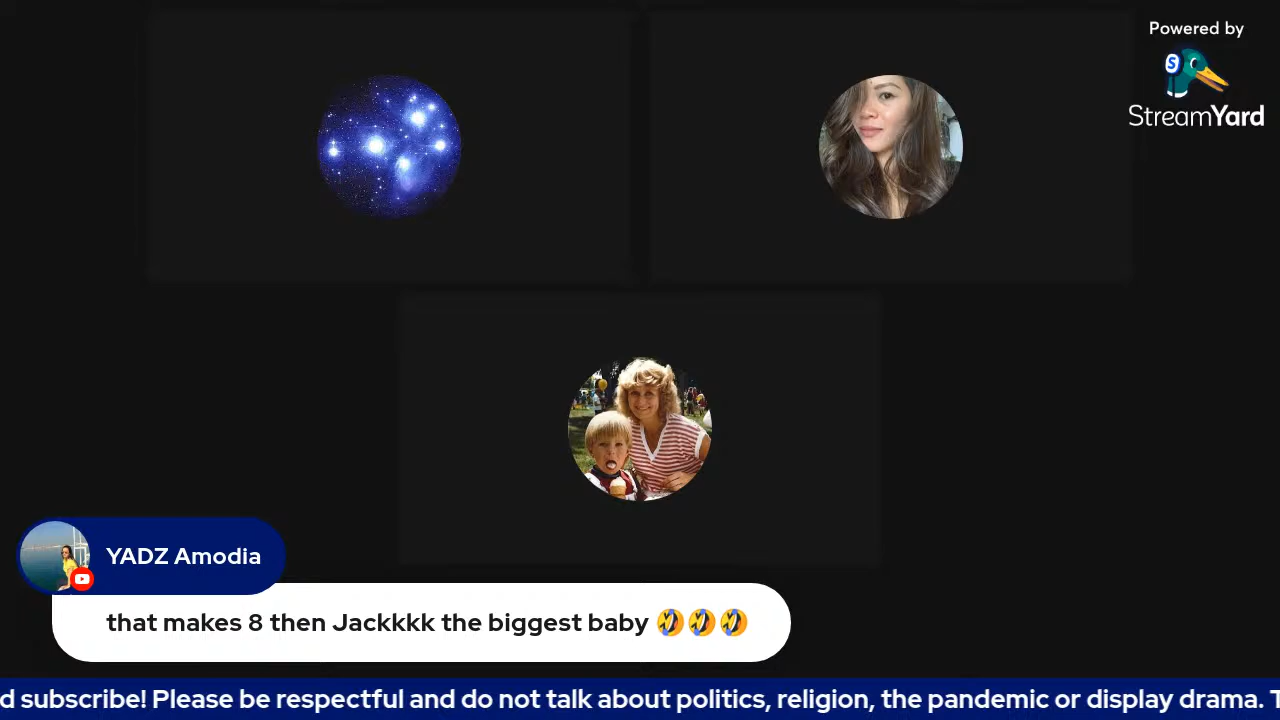 Powered by
StreamYard
YADZ Amodia
that makes 8 then Jackkkk the biggest baby 🤣🤣🤣
d subscribe! Please be respectful and do not talk about politics, religion, the pandemic or display drama. T